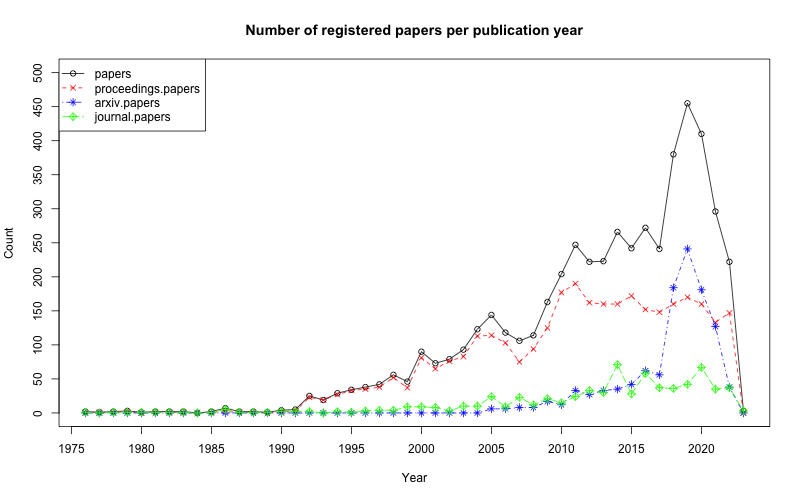 Number of registered papers per publication year
papers
proceedings.papers
arxiv.papers
journal.papers
Count
500
450
400
350
300
250
200
150
100
50
0
1975 1980 1985 1990 1995 2000 2005 2010 2015 2020
Year